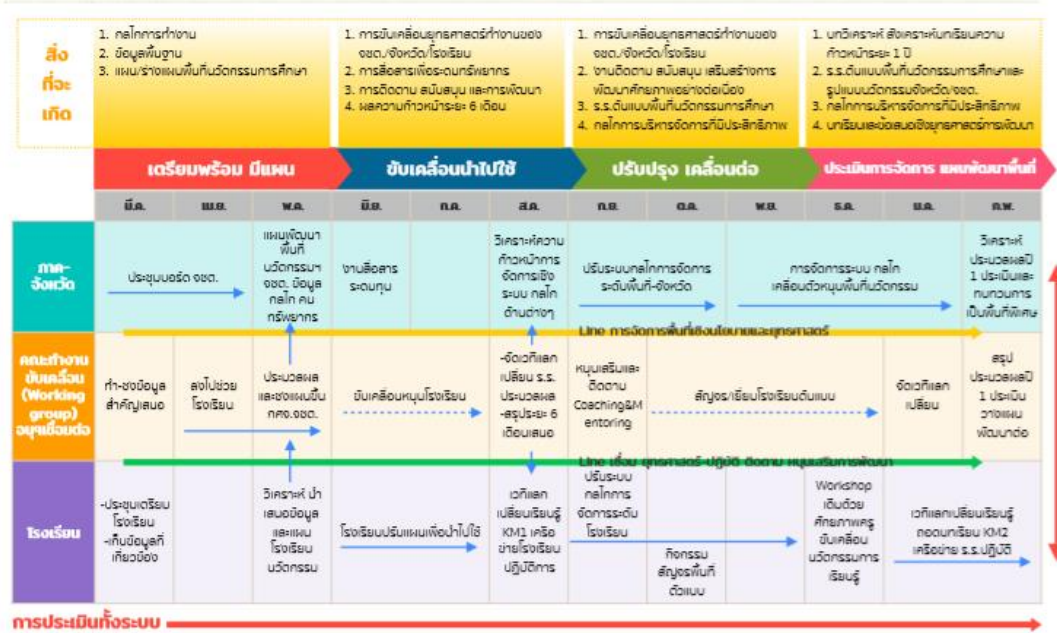 สิ่ง
ที่จะ
เกิด
1. กลไกการทำงาน
2. ข้อมูลพื้นฐาน
3. แผน/ร่างแผนพื้นที่นวัตกรรมการศึกษา
1. การขับเคลื่อนยุทธศาสตร์ทำงานของ
จชต./จังหวัด/โรงเรียน
2. การสื่อสารเพื่อระดมทรัพยากร
3. การติดตาม สนับสนุน และการพัฒนา
4. ผลความก้าวหน้าระยะ 6 เดือน
1. การขับเคลื่อนยุทธศาสตร์ทำงานของ
จชต./จังหวัด/โรงเรียน
2. งานติดตาม สนับสนุน เสริมสร้างการ
พัฒนาศักยภาพอย่างต่อเนื่อง
3. ร.ร.ต้นแบบพื้นที่นวัตกรรมการศึกษา
4. กลไกการบริหารจัดการที่มีประสิทธิภาพ
1. บทวิเคราะห์ สังเคราะห์บทเรียนความ
ก้าวหน้าระยะ 1 ปี
2. ร.ร.ต้นแบบพื้นที่นวัตกรรมการศึกษาและ
รูปแบบนวัตกรรมจังหวัด/จชต.
3. กลไกการบริหารจัดการที่มีประสิทธิภาพ
4. บทเรียนและข้อเสนอเชิงยุทธศาสตร์การพัฒนา
เตรียมพร้อม มีแผน
ขับเคลื่อนนำไปใช้
ปรับปรุง เคลื่อนต่อ
ประเมินการจัดการ แผนพัฒนาพื้นที่
มี.ค.
เม.ย.
พ.ค.
มิ.ย.
ก.ค.
ส.ค.
ก.ย.
ต.ค.
พ.ย.
ธ.ค.
ม.ค.
ก.พ.
ภาค-
จังหวัด
ประชุมบอร์ด จชต.
แผนพัฒนา
พื้นที่
นวัตกรรมฯ
จชต. ข้อมูล
กลไก คน
ทรัพยากร
งานสื่อสาร
ระดมทุน
วิเคราะห์ความ
ก้าวหน้าการ
จัดการเชิง
ระบบ กลไก
ด้านต่างๆ
ปรับระบบกลไกการจัดการ
ระดับพื้นที่-จังหวัด
การจัดการระบบ กลไก
เคลื่อนตัวหนุนพื้นที่นวัตกรรม
วิเคราะห์
ประมวลผลปี
1 ประเมินและ
ทบทวนการ
เป็นพื้นที่พิเศษ
Line การจัดการพื้นที่เชิงนโยบายและยุทธศาสตร์
คณะทำงาน
ขับเคลื่อน
(Working
group)
อนุฯเชื่อมต่อ
ทำ-ชงข้อมูล
สำคัญเสนอ
ลงไปช่วย
โรงเรียน
ประมวลผล
และชงแผนขึ้น
กศจ.จชต.
ขับเคลื่อนหนุนโรงเรียน
-จัดเวทีแลก
เปลี่ยน ร.ร.
ประมวลผล
-สรุประยะ 6
เดือนเสนอ
หนุนเสริมและ
ติดตาม
Coaching&M
entoring
สัญจรเยี่ยมโรงเรียนต้นแบบ
จัดเวทีแลก
เปลี่ยน
สรุป
ประมวลผลปี
1 ประเมิน
วางแผน
พัฒนาต่อ
Line เชื่อม ยุทธศาสตร์-ปฏิบัติ ติดตาม หนุนเสริมการพัฒนา
โรงเรียน
-ประชุมเตรียม
โรงเรียน
-เก็บข้อมูลที่
เกี่ยวข้อง
วิเคราะห์ นำ
เสนอข้อมูล
และแผน
โรงเรียน
นวัตกรรม
โรงเรียนปรับแผนเพื่อนำไปใช้
เวทีแลก
เปลี่ยนเรียนรู้
KM1 เครือ
ข่ายโรงเรียน
ปฏิบัติการ
ปรับระบบ
กลไกการ
จัดการระดับ
โรงเรียน
กิจกรรม
สัญจรพื้นที่
ตัวแบบ
Workshop
เติมด้วย
ศักยภาพครู
ขับเคลื่อน
นวัตกรรมการ
เรียนรู้
เวทีแลกเปลี่ยนเรียนรู้
ถอดบทเรียน KM2
เครือข่าย ร.ร.ปฏิบัติ
การประเมินทั้งระบบ